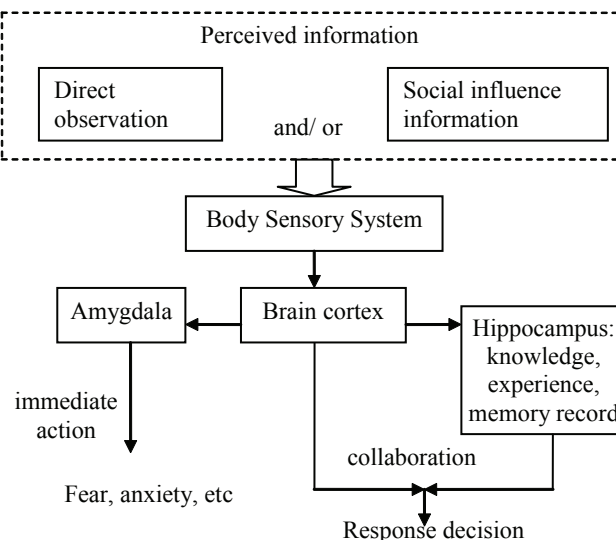 Perceived information
Direct
observation
and/ or
Social influence
information
Body Sensory System
Amygdala
Brain cortex
Hippocampus:
knowledge,
experience,
memory record
immediate
action
collaboration
Fear, anxiety, etc
Response decision